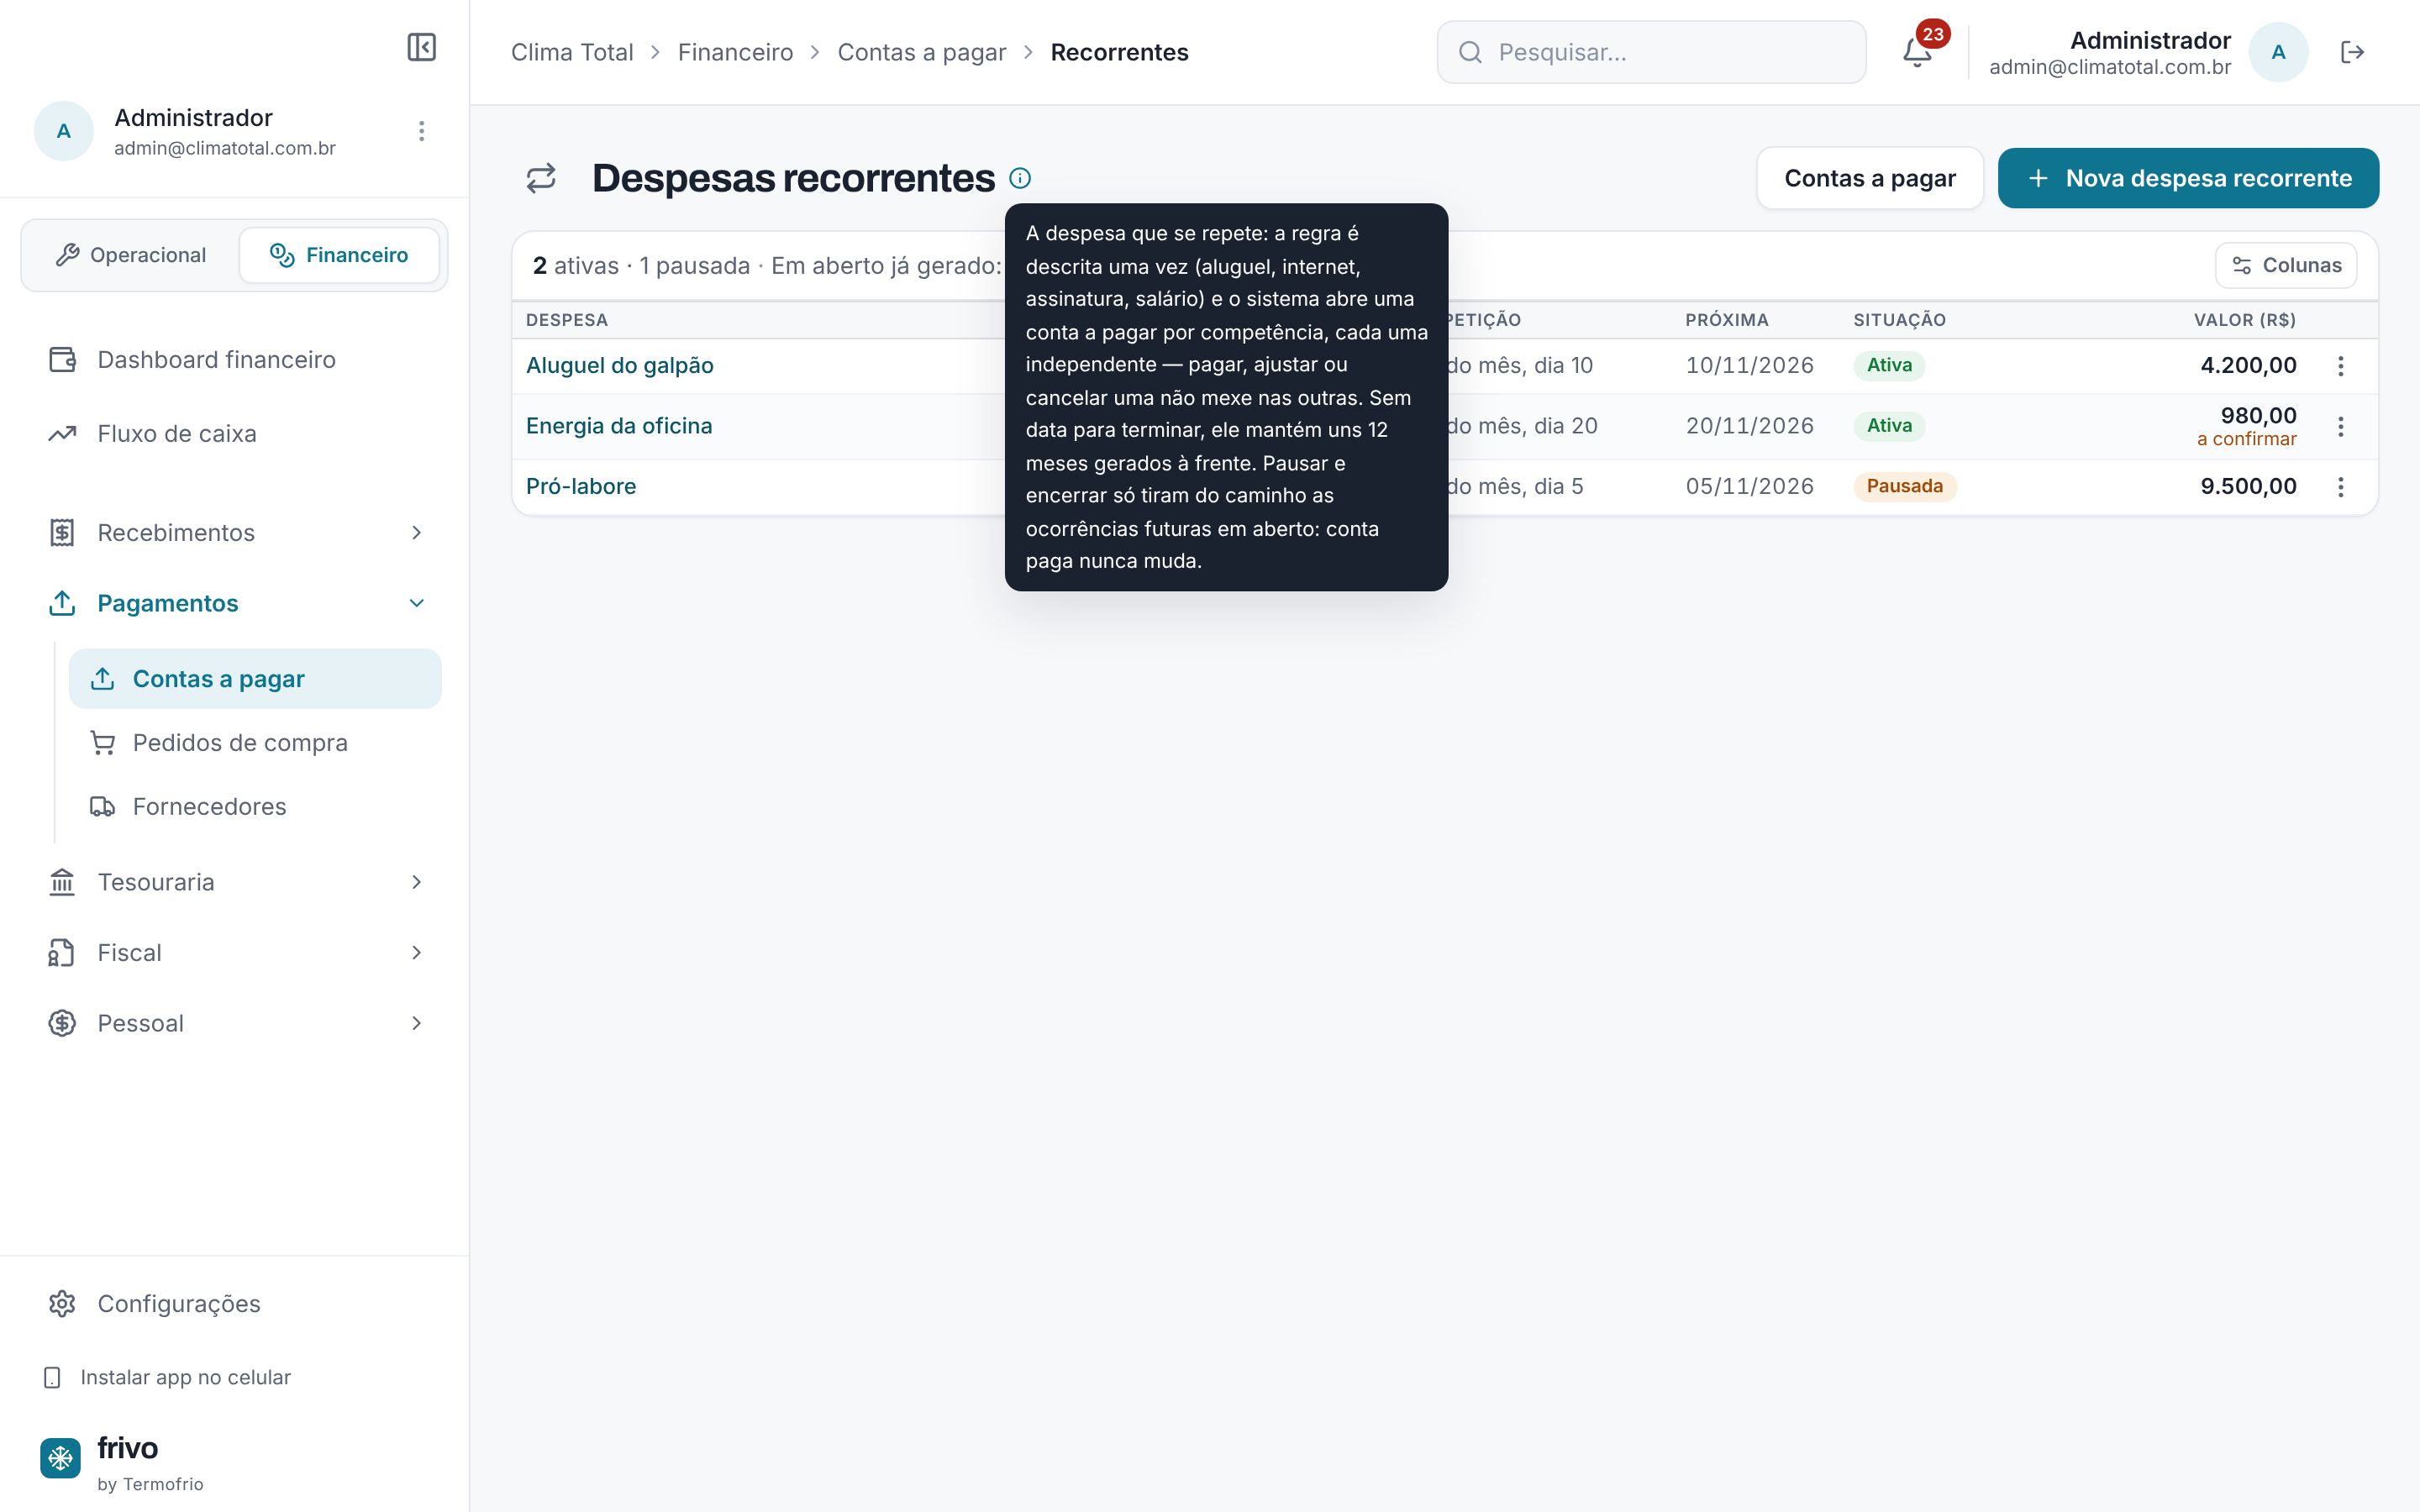 Administrador
admin@climatotal.com.br
Operacional
Financeiro
Dashboard financeiro
Fluxo de caixa
Recebimentos
Pagamentos
Contas a pagar
Pedidos de compra
Fornecedores
Tesouraria
Fiscal
Pessoal
Configurações
Instalar app no celular
frivo
by Termofrio
Clima Total > Financeiro > Contas a pagar > Recorrentes
Pesquisar...
23
Administrador
admin@climatotal.com.br
A
A
Despesas recorrentes
Contas a pagar
+ Nova despesa recorrente
2 ativas · 1 pausada · Em aberto já gerado:
Colunas
A despesa que se repete: a regra é
descrita uma vez (aluguel, internet,
assinatura, salário) e o sistema abre uma
conta a pagar por competência, cada uma
independente — pagar, ajustar ou
cancelar uma não mexe nas outras. Sem
data para terminar, ele mantém uns 12
meses gerados à frente. Pausar e
encerrar só tiram do caminho as
ocorrências futuras em aberto: conta
paga nunca muda.
DESPESA PRÓXIMA SITUAÇÃO VALOR (R$)
Aluguel do galpão do mês, dia 10 10/11/2026 Ativa 4.200,00
Energia da oficina do mês, dia 20 20/11/2026 Ativa 980,00
a confirmar
Pró-labore do mês, dia 5 05/11/2026 Pausada 9.500,00